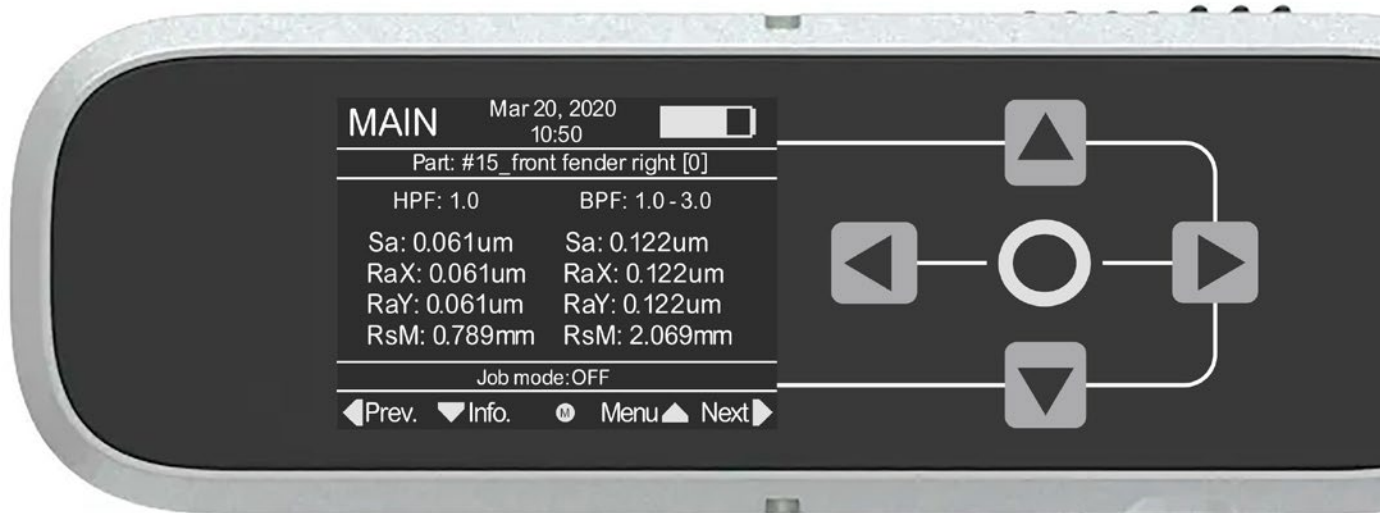 MAIN
Mar 20, 2020
10:50
Part: #15_front fender right [0]
HPF: 1.0 BPF: 1.0 - 3.0
Sa: 0.061um Sa: 0.122um
RaX: 0.061um RaX: 0.122um
RaY: 0.061um RaY: 0.122um
RsM: 0.789mm RsM: 2.069mm
Job mode:OFF
Prev. Info. M Menu Next